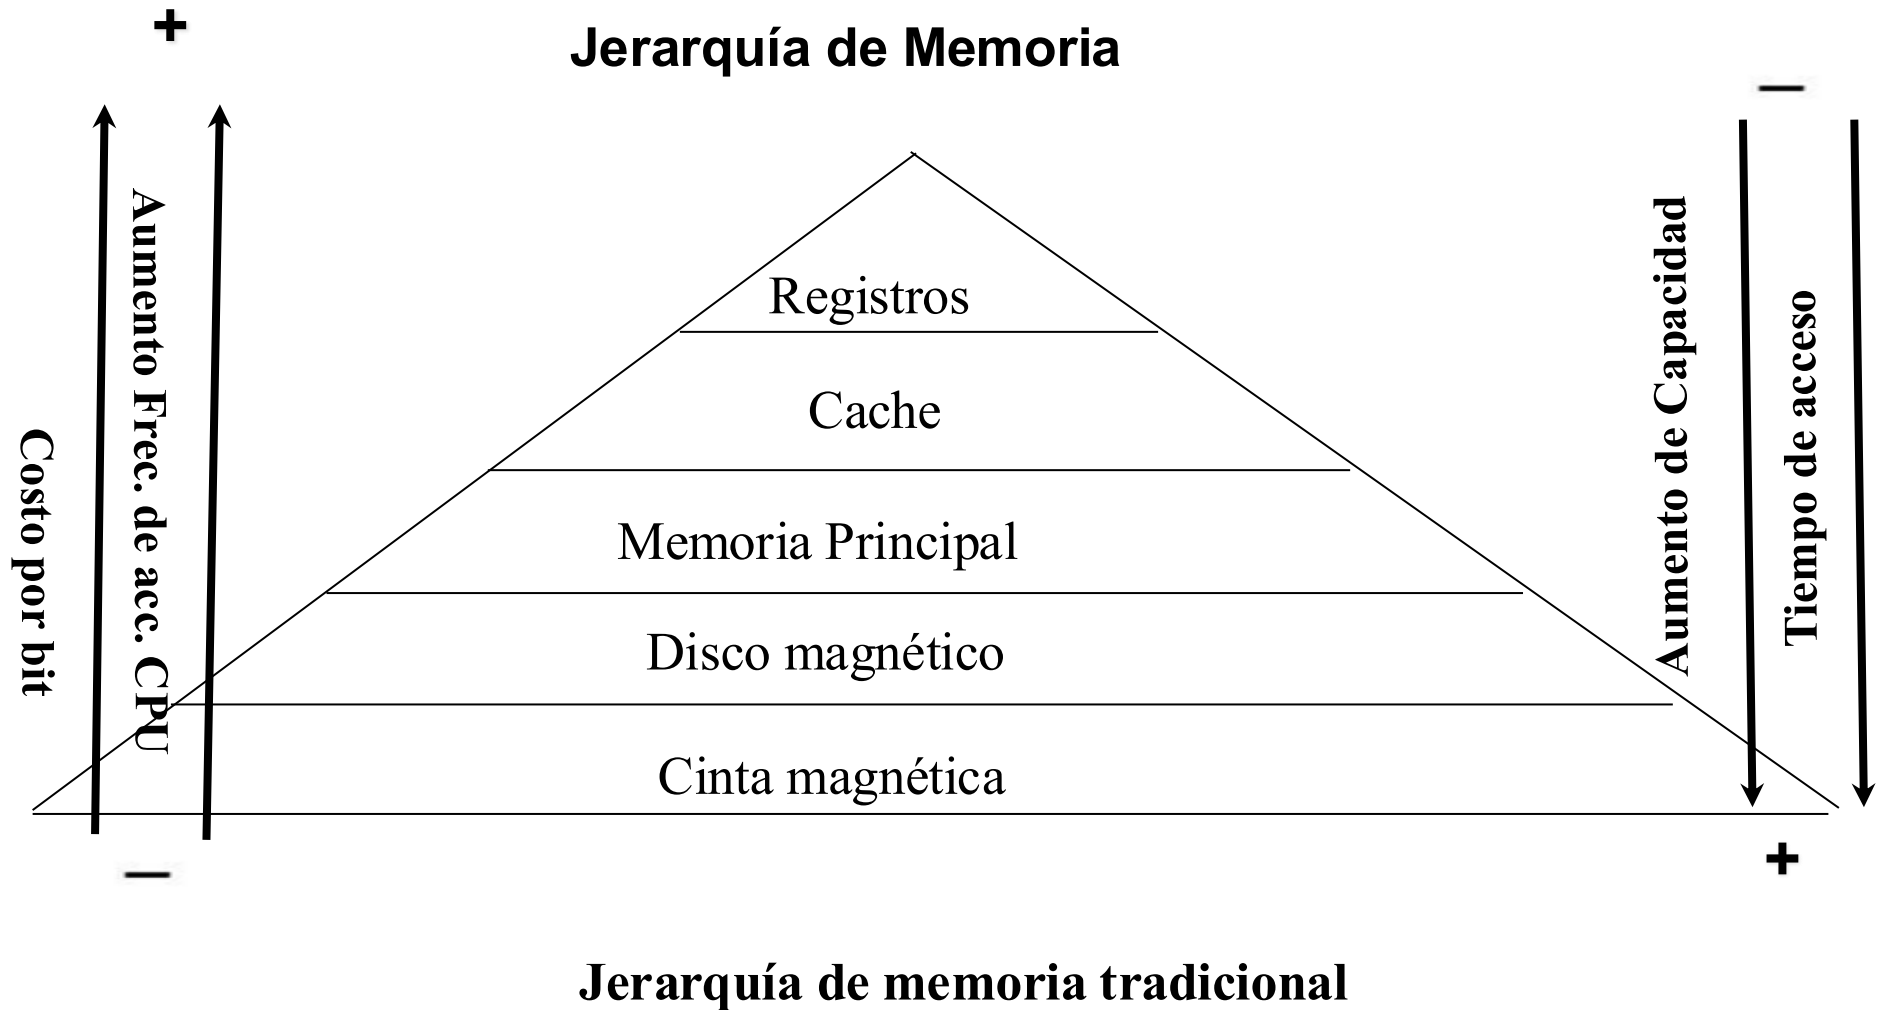 +
Jerarquía de Memoria
–
Costo por bit
Aumento Frec. de acc. CPU
Registros
Cache
Memoria Principal
Disco magnético
Cinta magnética
Aumento de Capacidad
Tiempo de acceso
–
+
Jerarquía de memoria tradicional